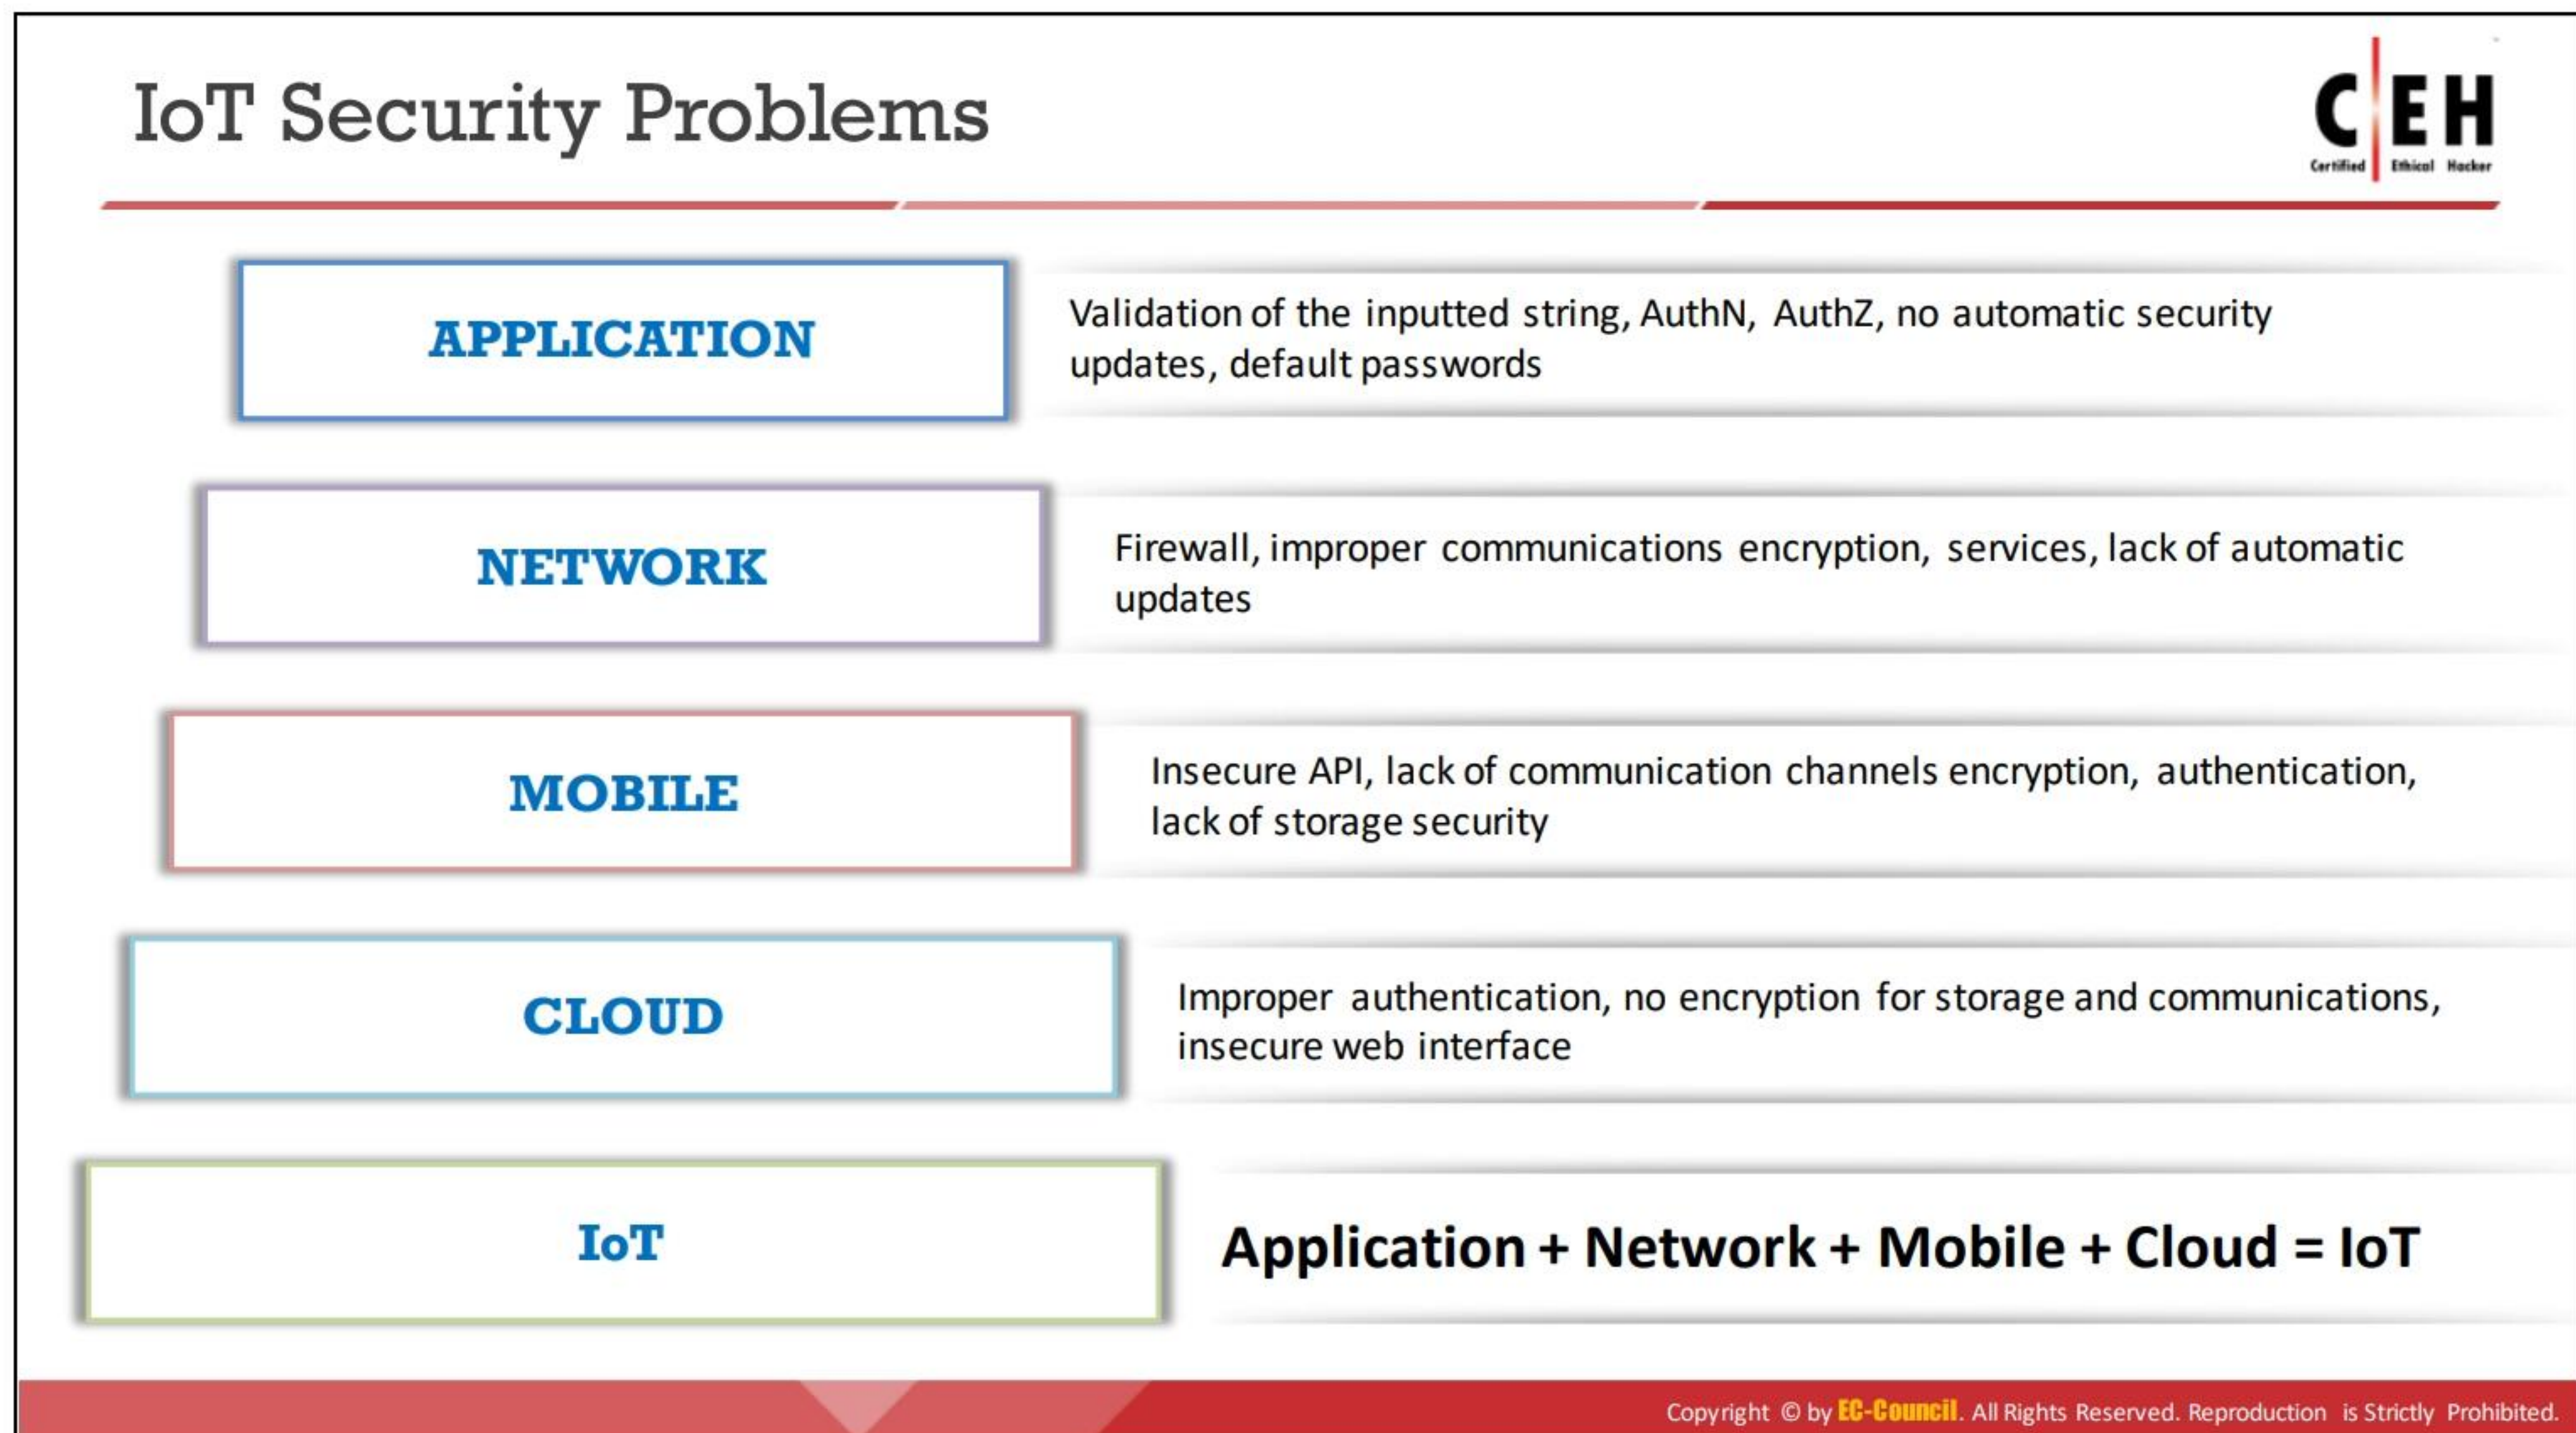 IoT Security Problems
C EH
Certified Ethical Hacker
APPLICATION
Validation of the inputted string, AuthN, AuthZ, no automatic security
updates, default passwords
NETWORK
Firewall, improper communications encryption, services, lack of automatic
updates
MOBILE
Insecure API, lack of communication channels encryption, authentication,
lack of storage security
CLOUD
Improper authentication, no encryption for storage and communications,
insecure web interface
IoT
Application + Network + Mobile + Cloud = IoT
Copyright © by EC-Council. All Rights Reserved. Reproduction is Strictly Prohibited.